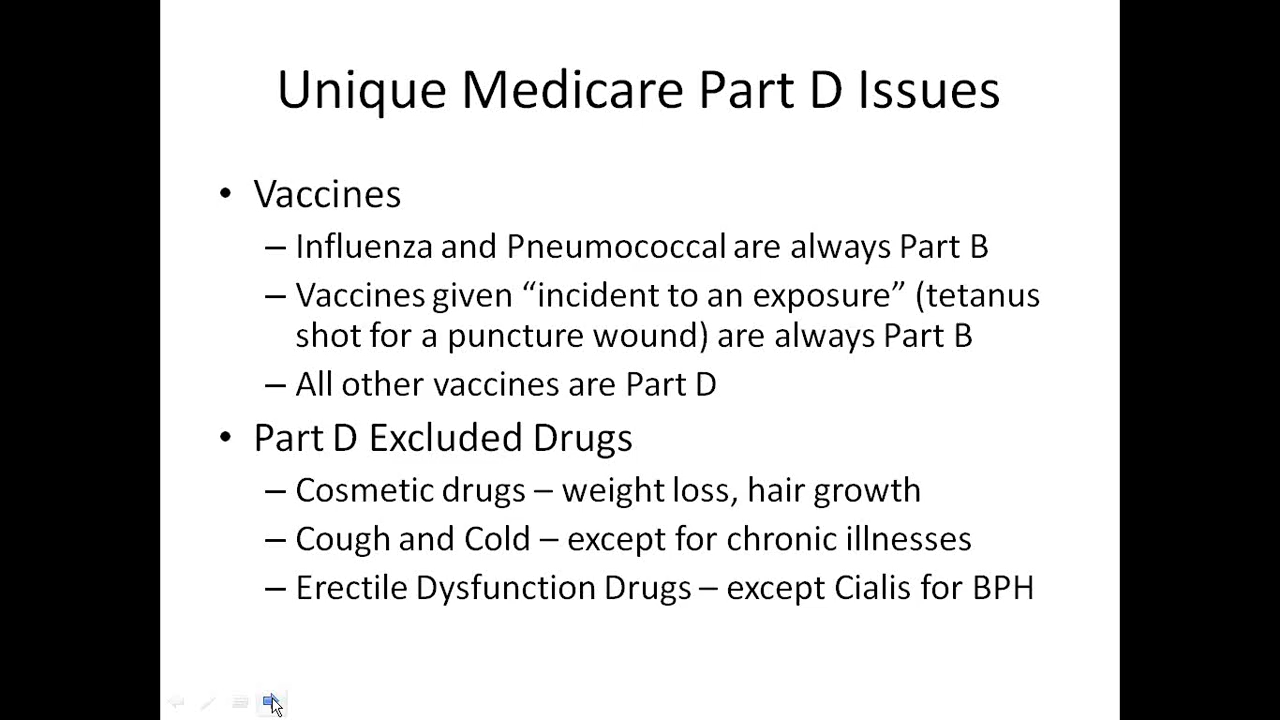 Unique Medicare Part D Issues
• Vaccines
– Influenza and Pneumococcal are always Part B
– Vaccines given “incident to an exposure” (tetanus
shot for a puncture wound) are always Part B
– All other vaccines are Part D
• Part D Excluded Drugs
– Cosmetic drugs – weight loss, hair growth
– Cough and Cold – except for chronic illnesses
– Erectile Dysfunction Drugs – except Cialis for BPH